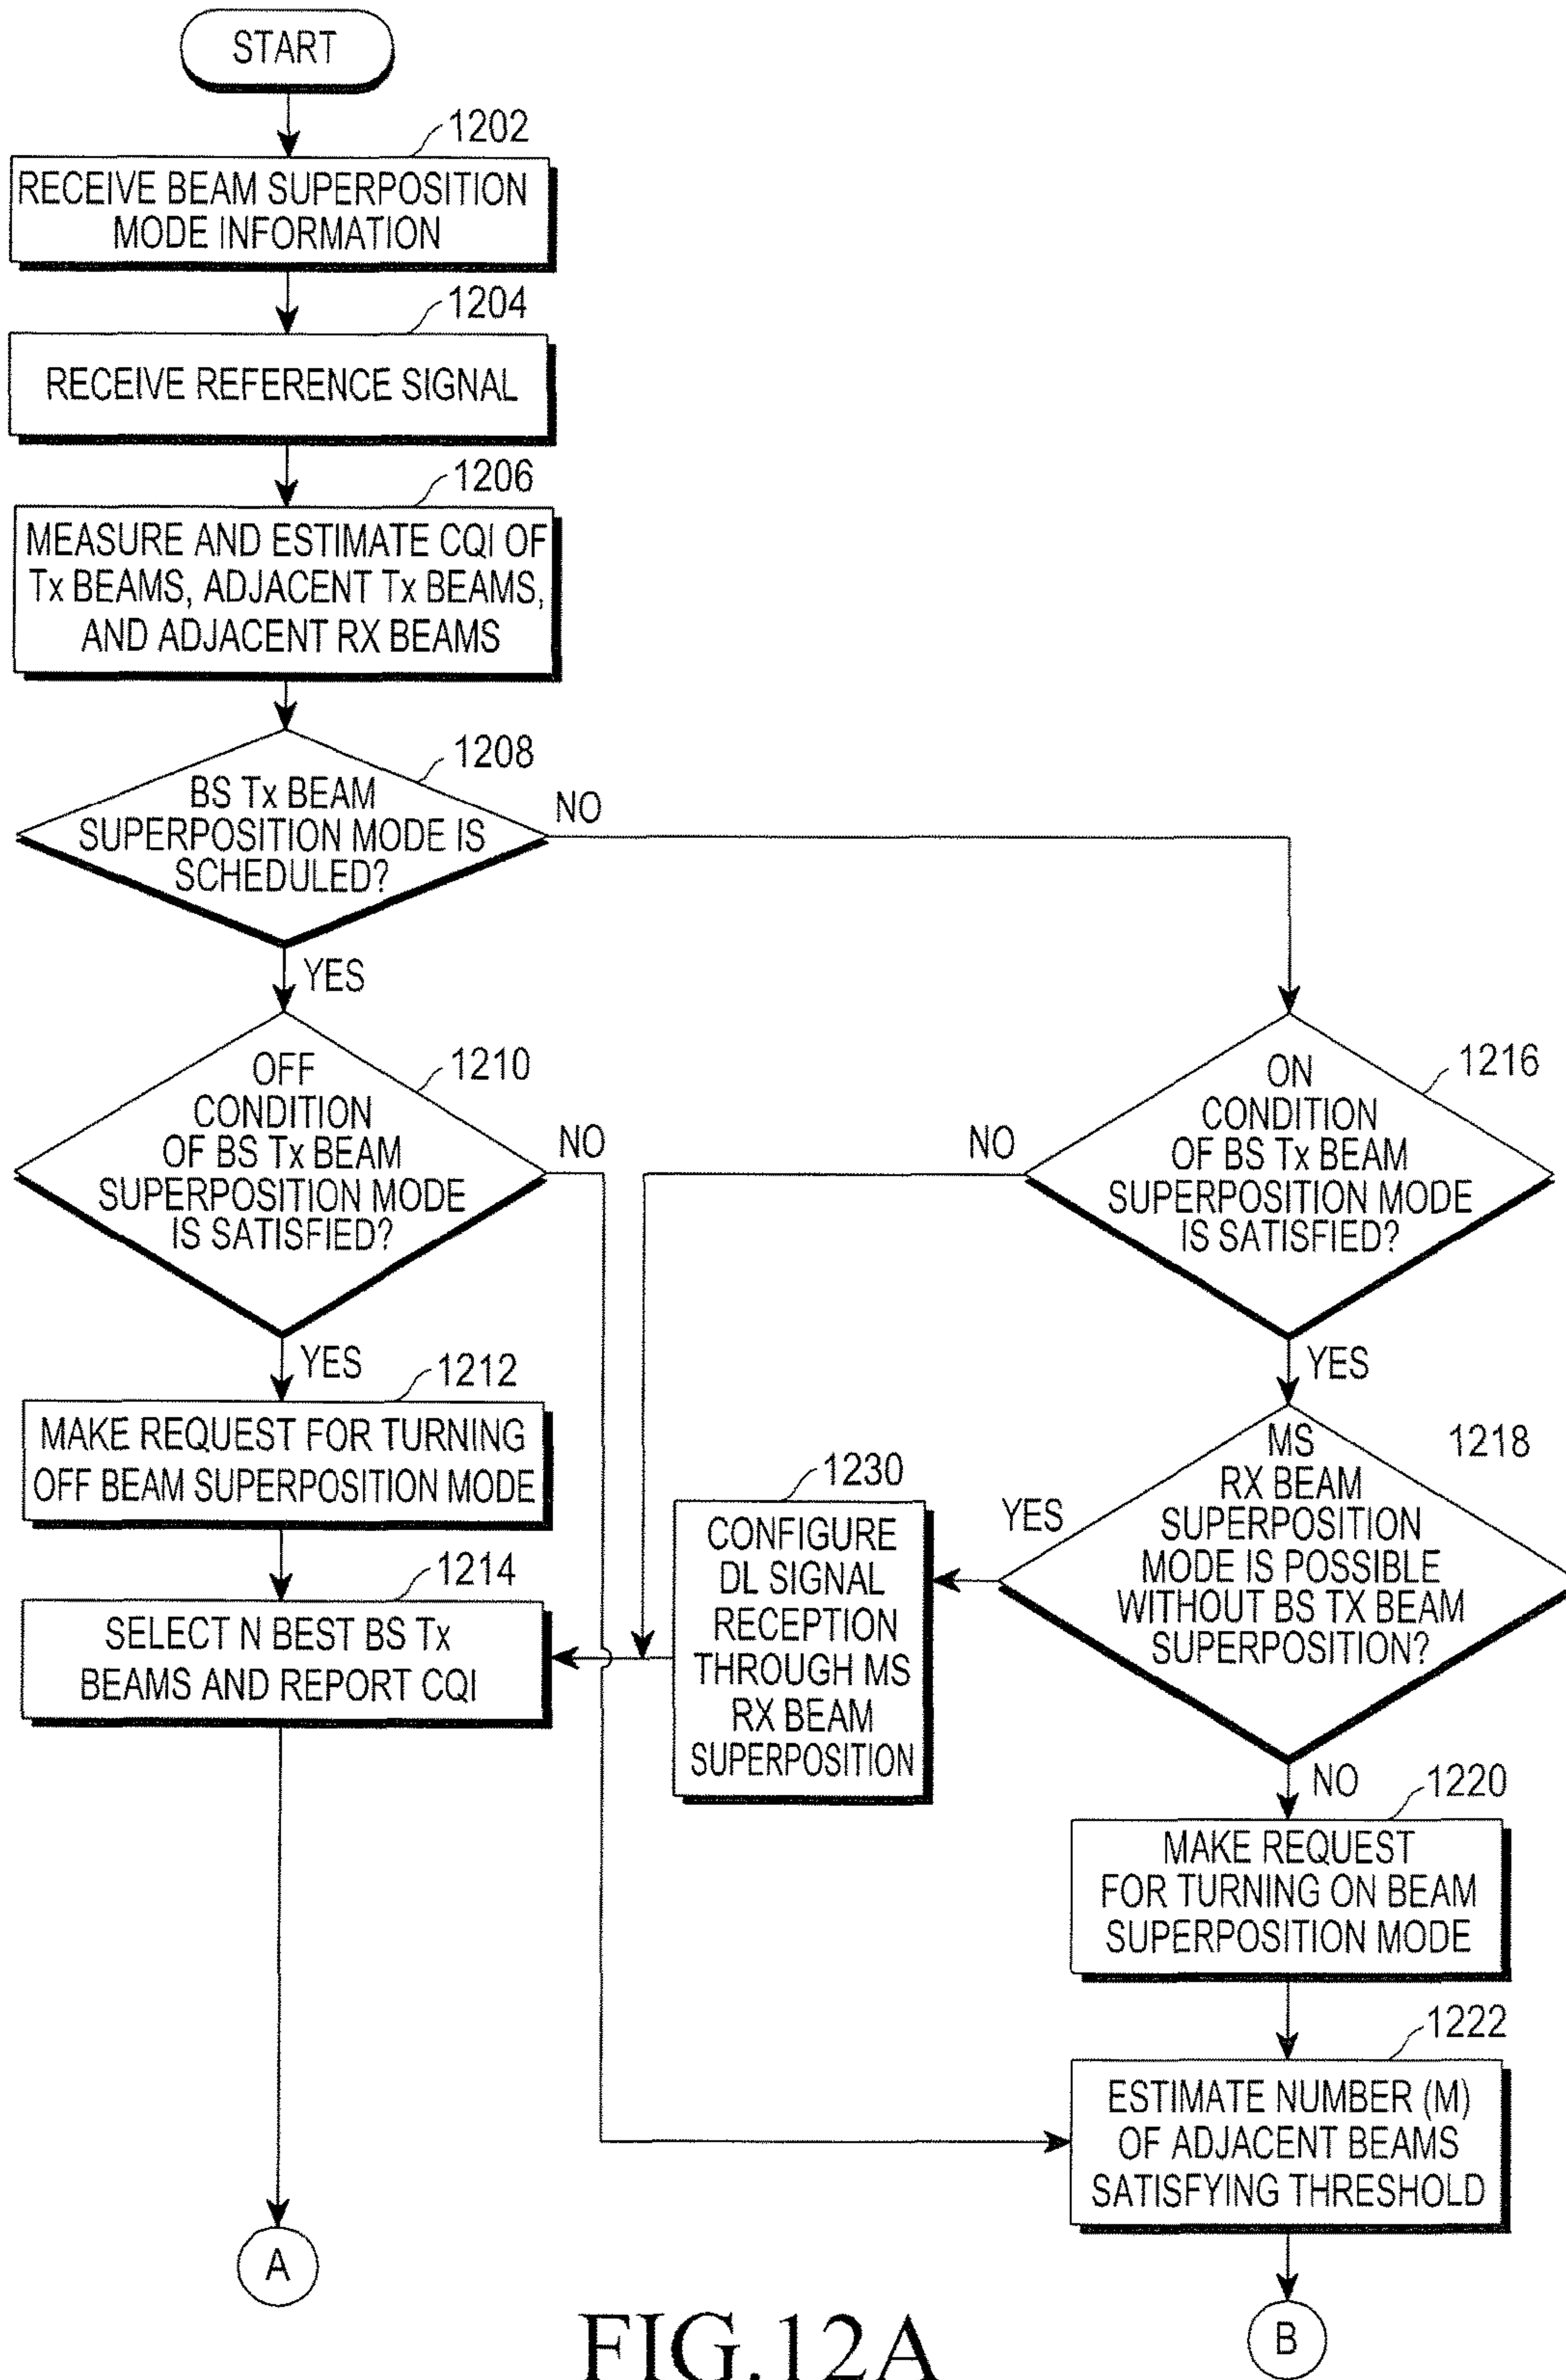 START
1202
RECEIVE BEAM SUPERPOSITION
MODE INFORMATION
1204
RECEIVE REFERENCE SIGNAL
1206
MEASURE AND ESTIMATE CQI OF
Tx BEAMS, ADJACENT Tx BEAMS,
AND ADJACENT RX BEAMS
1208
BS Tx BEAM
SUPERPOSITION MODE IS
SCHEDULED?
NO
YES
1210
OFF
CONDITION
OF BS Tx BEAM
SUPERPOSITION MODE
IS SATISFIED?
NO
YES
1212
MAKE REQUEST FOR TURNING
OFF BEAM SUPERPOSITION MODE
1214
SELECT N BEST BS Tx
BEAMS AND REPORT CQI
A
1216
ON
CONDITION
OF BS Tx BEAM
SUPERPOSITION MODE
IS SATISFIED?
NO
YES
1218
MS
RX BEAM
SUPERPOSITION
MODE IS POSSIBLE
WITHOUT BS TX BEAM
SUPERPOSITION?
YES
NO
1230
CONFIGURE
DL SIGNAL
RECEPTION
THROUGH MS
RX BEAM
SUPERPOSITION
1220
MAKE REQUEST
FOR TURNING ON BEAM
SUPERPOSITION MODE
1222
ESTIMATE NUMBER (M)
OF ADJACENT BEAMS
SATISFYING THRESHOLD
B
FIG.12A